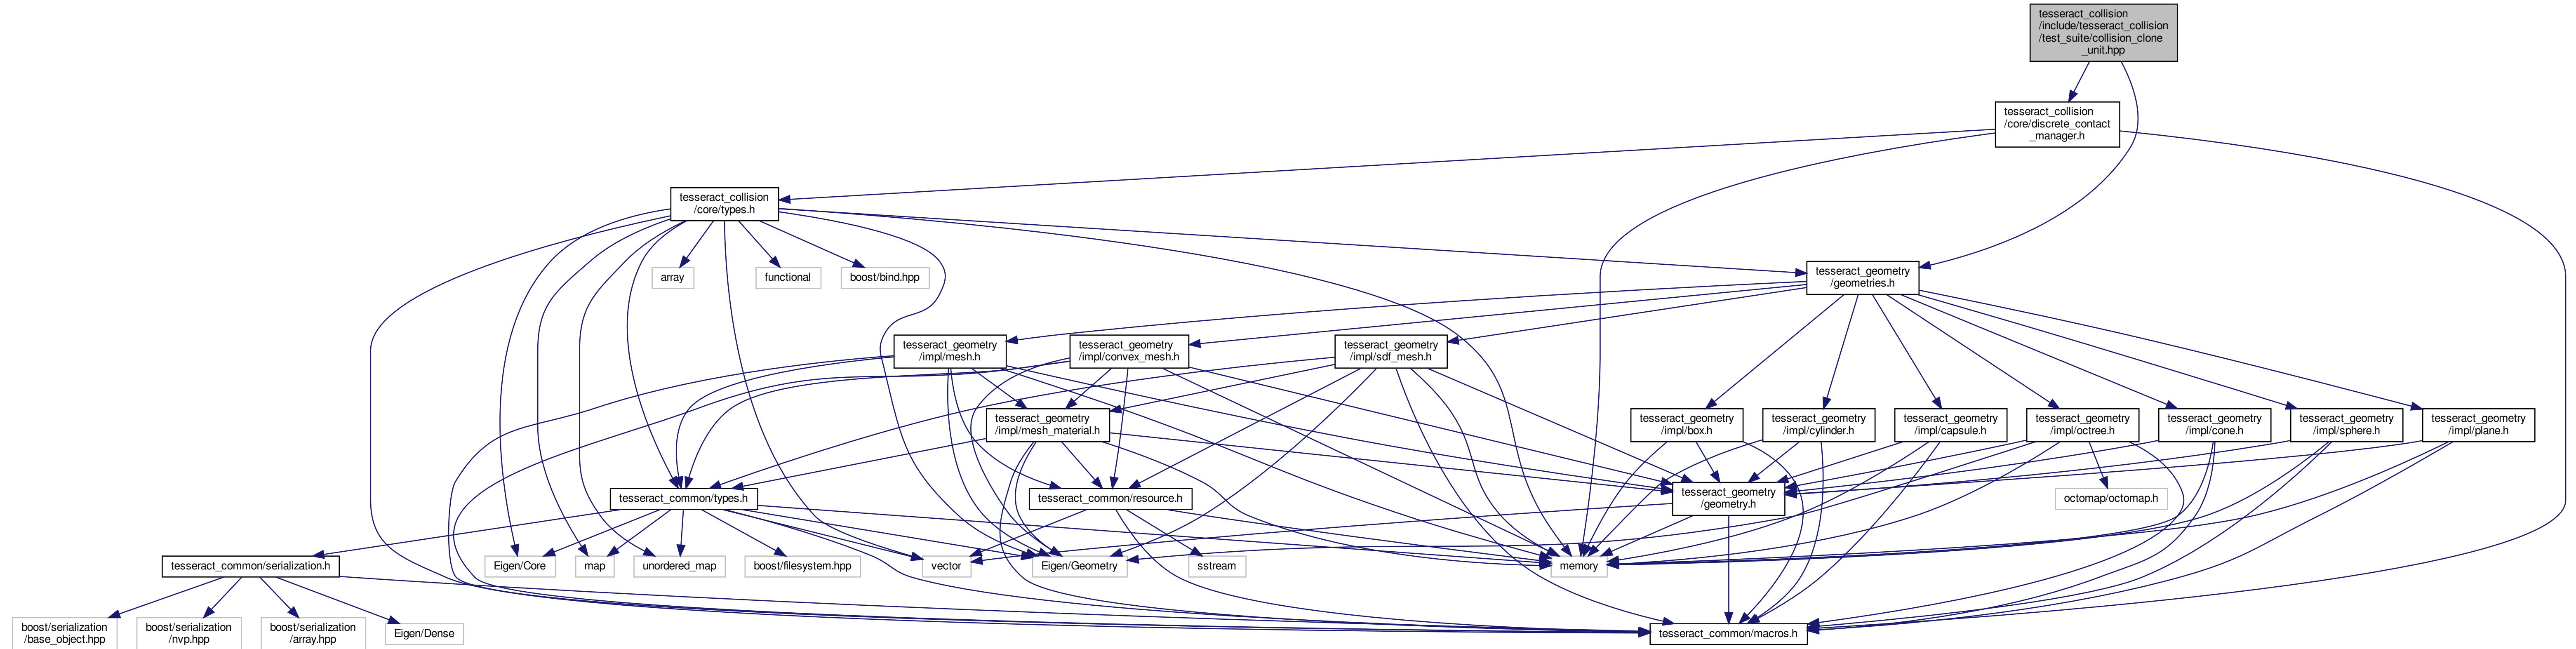 tesseract_collision
/include/tesseract_collision
/test_suite/collision_clone
_unit.hpp
tesseract_collision
/core/discrete_contact
_manager.h
tesseract_collision
/core/types.h
array
functional
boost/bind.hpp
tesseract_geometry
/geometries.h
tesseract_geometry
/impl/mesh.h
tesseract_geometry
/impl/convex_mesh.h
tesseract_geometry
/impl/sdf_mesh.h
tesseract_geometry
/impl/mesh_material.h
tesseract_geometry
/impl/box.h
tesseract_geometry
/impl/cylinder.h
tesseract_geometry
/impl/capsule.h
tesseract_geometry
/impl/octree.h
tesseract_geometry
/impl/cone.h
tesseract_geometry
/impl/sphere.h
tesseract_geometry
/impl/plane.h
tesseract_common/types.h
tesseract_common/resource.h
tesseract_geometry
/geometry.h
octomap/octomap.h
tesseract_common/serialization.h
Eigen/Core
map
unordered_map
boost/filesystem.hpp
vector
Eigen/Geometry
sstream
memory
boost/serialization
/base_object.hpp
boost/serialization
/nvp.hpp
boost/serialization
/array.hpp
Eigen/Dense
tesseract_common/macros.h